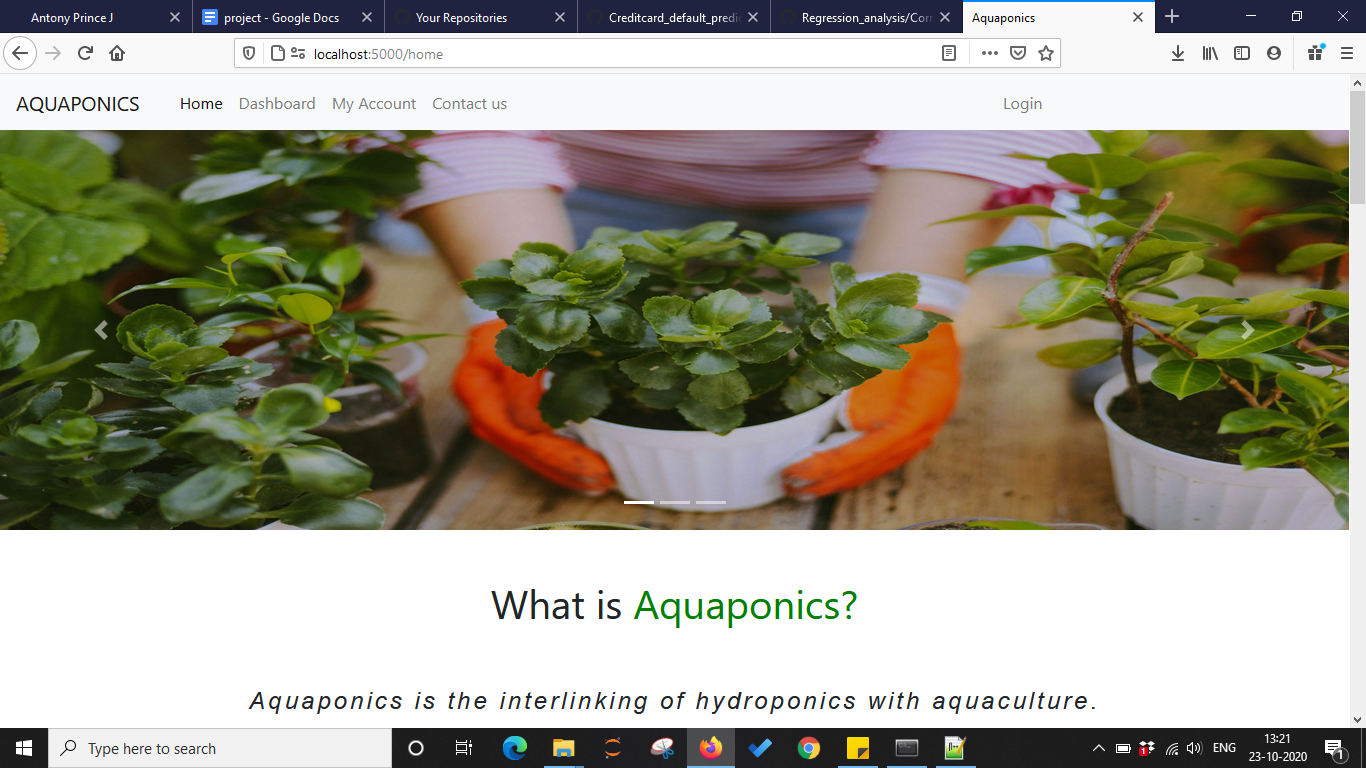 Antony Prince J
project - Google Docs
Your Repositories
Creditcard_default_predi
Regression_analysis/Corr
Aquaponics
localhost:5000/home
AQUAPONICS
Home
Dashboard
My Account
Contact us
Login
What is Aquaponics?
Aquaponics is the interlinking of hydroponics with aquaculture.
Type here to search
1
ENG
13:21
23-10-2020
1